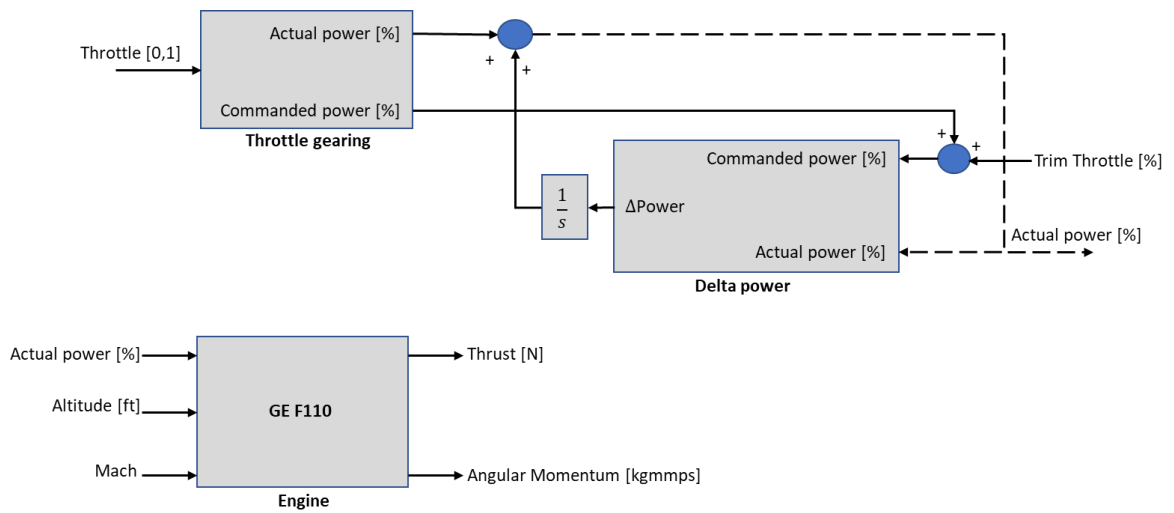 Throttle [0,1]
Actual power [%]
Commanded power [%]
Throttle gearing
+
+
+
+
Commanded power [%]
Trim Throttle [%]
1
s
ΔPower
Actual power [%]
Actual power [%]
Delta power
Actual power [%]
Thrust [N]
Altitude [ft]
GE F110
Mach
Angular Momentum [kgmmps]
Engine